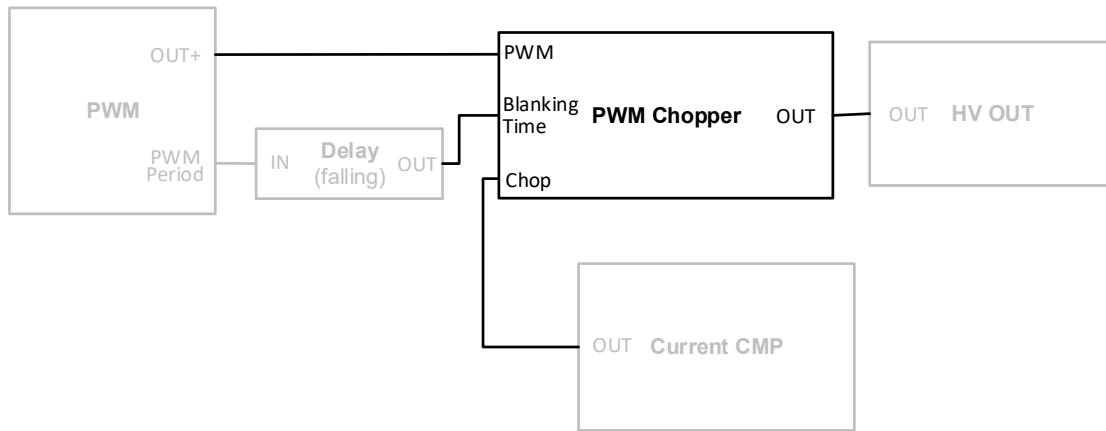 OUT+
PWM
PWM
Period
IN
Delay
(falling)
OUT
PWM
Blanking
Time
PWM Chopper
OUT
Chop
OUT
HV OUT
OUT
Current CMP